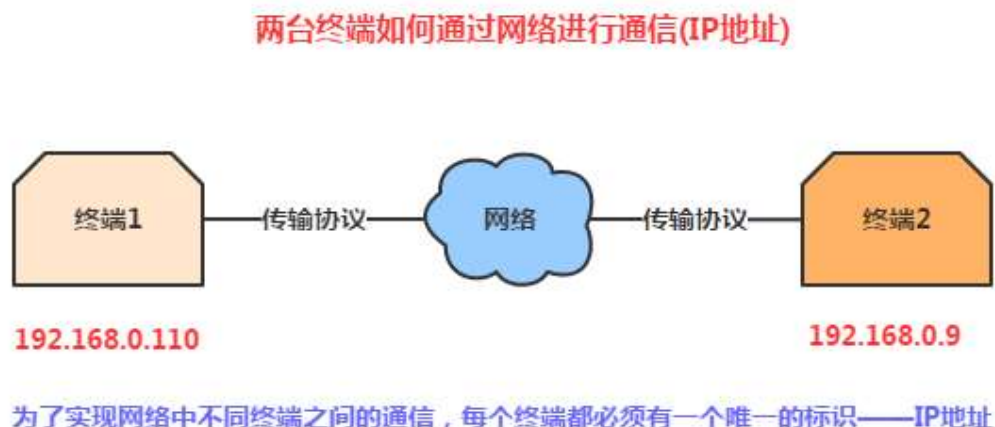 两台终端如何通过网络进行通信(IP地址)
终端1
传输协议
网络
传输协议
终端2
192.168.0.110
192.168.0.9
为了实现网络中不同终端之间的通信，每个终端都必须有一个唯一的标识——IP地址